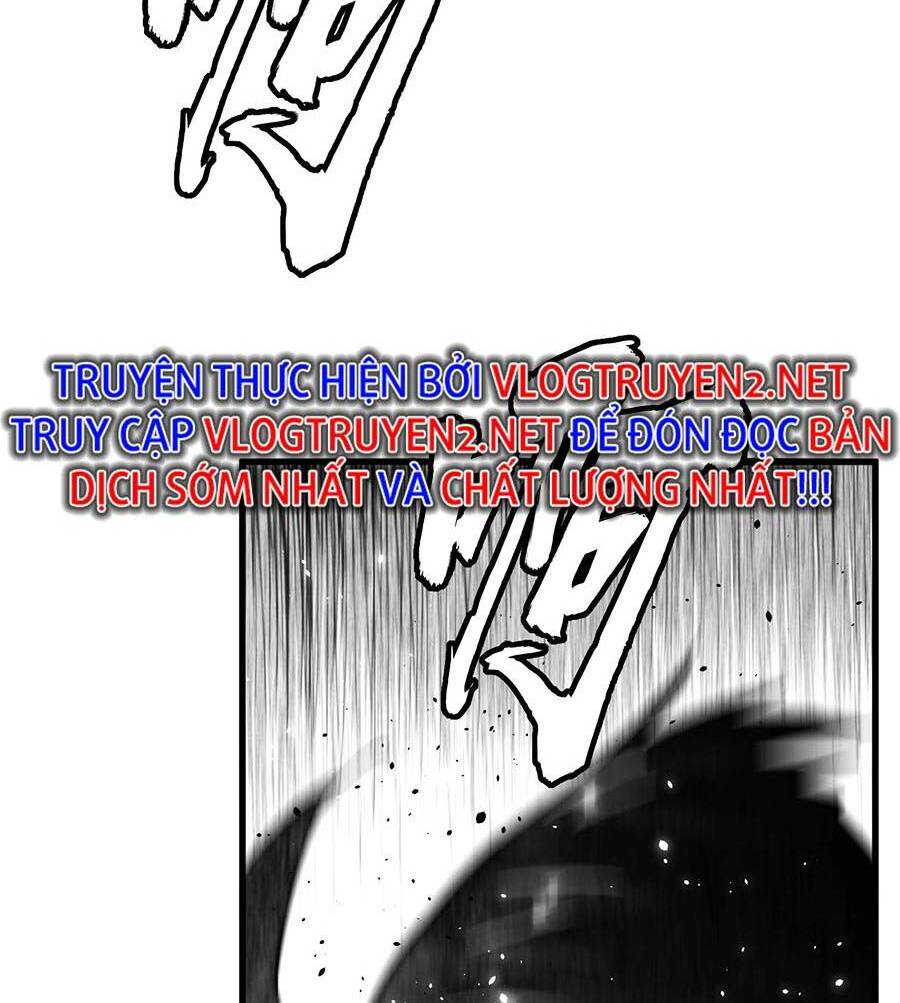 TRUYỆN THỰC HIỆN BỞI VLOGTRUYEN2.NET
TRUY CẬP VLOGTRUYEN2.NET ĐỂ ĐÓN ĐỌC BẢN
DỊCH SỚM NHẤT VÀ CHẤT LƯỢNG NHẤT!!!